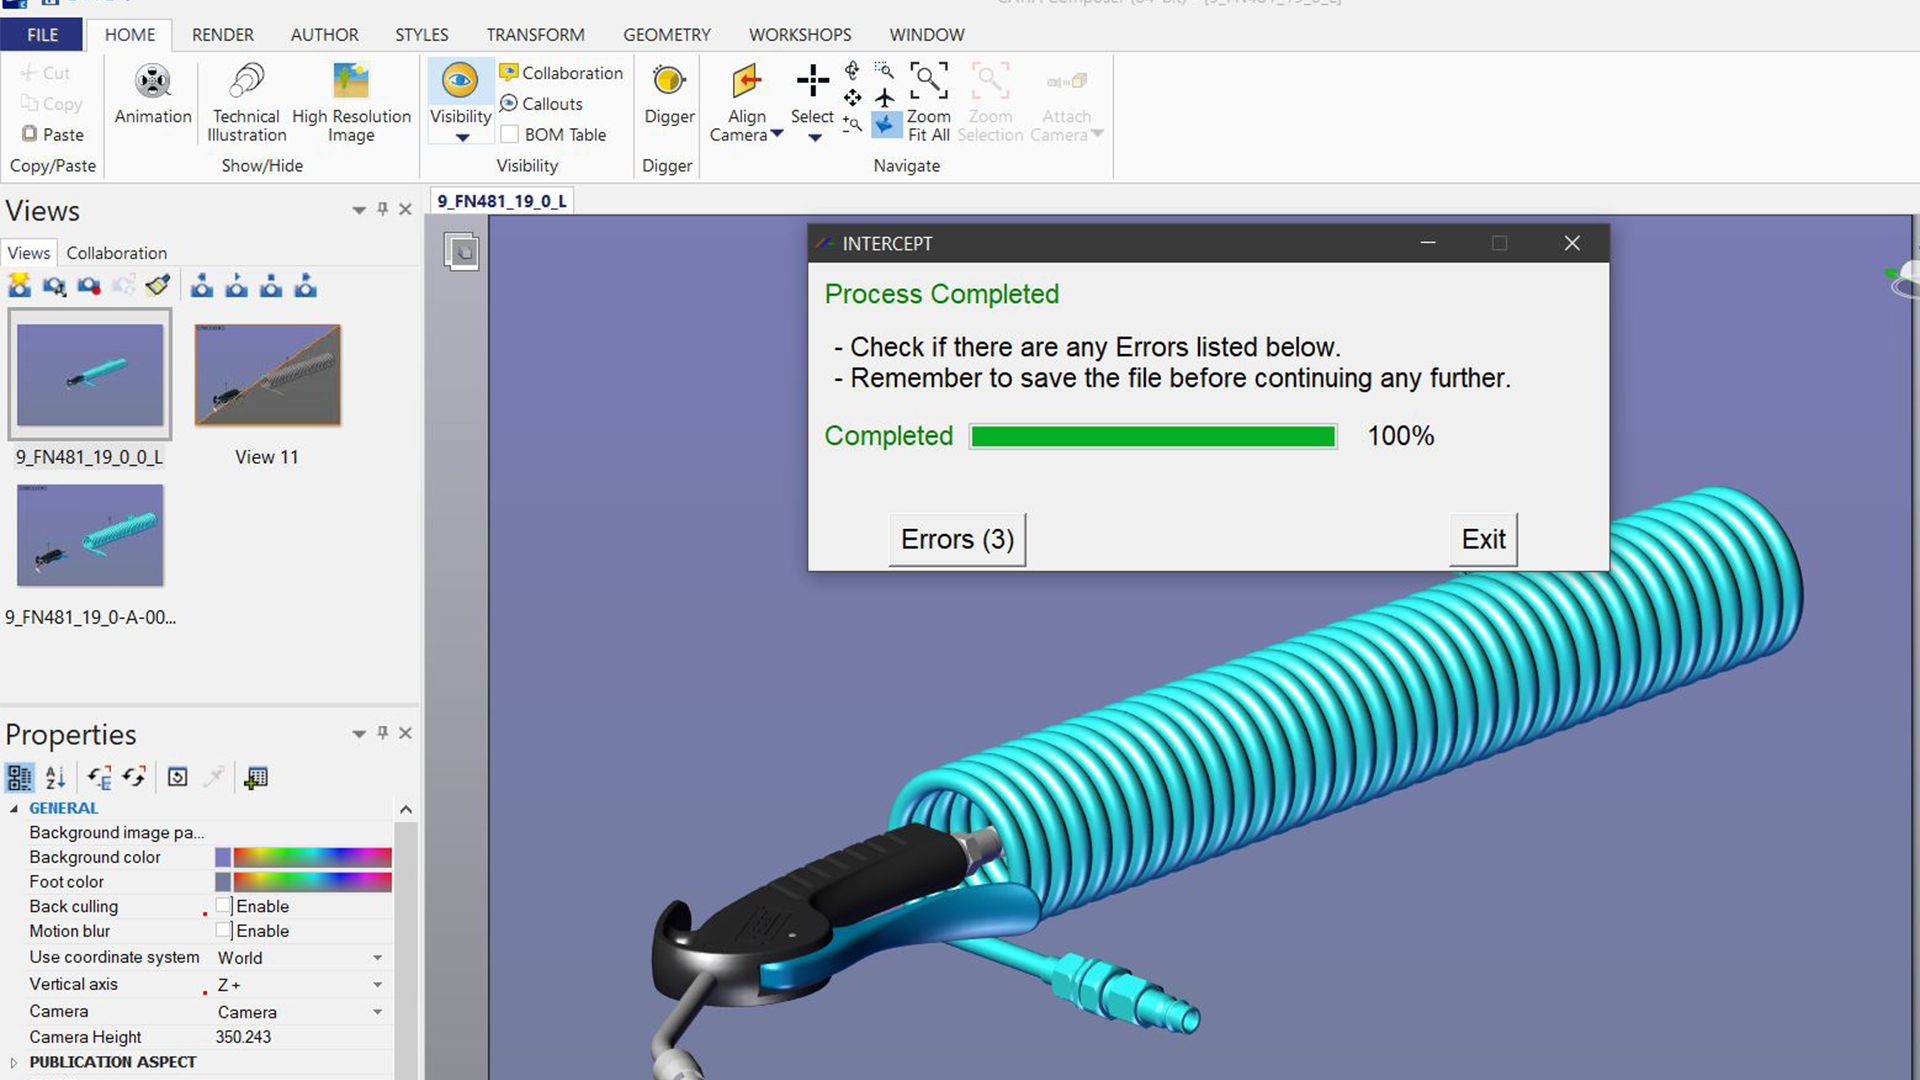 FILE HOME RENDER AUTHOR STYLES TRANSFORM GEOMETRY WORKSHOPS WINDOW
Cut
Copy
Paste
Copy/Paste
Animation
Technical
Illustration
High Resolution
Image
Show/Hide
Visibility
Collaboration
Callouts
BOM Table
Visibility
Digger
Digger
Align
Camera
Select
Zoom
Fit All
Zoom
Selection
Attach
Camera
Navigate
Views
Views Collaboration
9_FN481_19_0_0_L
View 11
9_FN481_19_0-A-00...
Properties
GENERAL
Background image pa...
Background color
Foot color
Back culling Enable
Motion blur Enable
Use coordinate system World
Vertical axis Z +
Camera Camera
Camera Height 350.243
PUBLICATION ASPECT
9_FN481_19_0_L
INTERCEPT
Process Completed
- Check if there are any Errors listed below.
- Remember to save the file before continuing any further.
Completed 100%
Errors (3) Exit